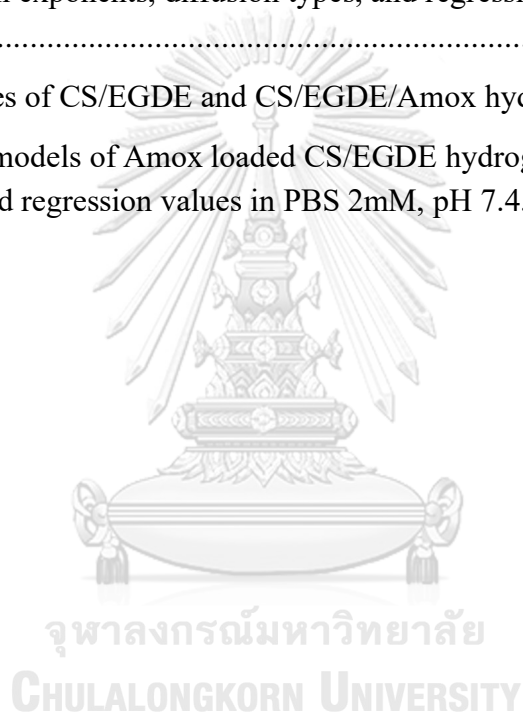 exponents, diffusion types, and regress
................................................................
es of CS/EGDE and CS/EGDE/Amox hyd
models of Amox loaded CS/EGDE hydrog
d regression values in PBS 2mM, pH 7.4.
จุฬาลงกรณ์มหาวิทยาลัย
CHULALONGKORN UNIVERSITY